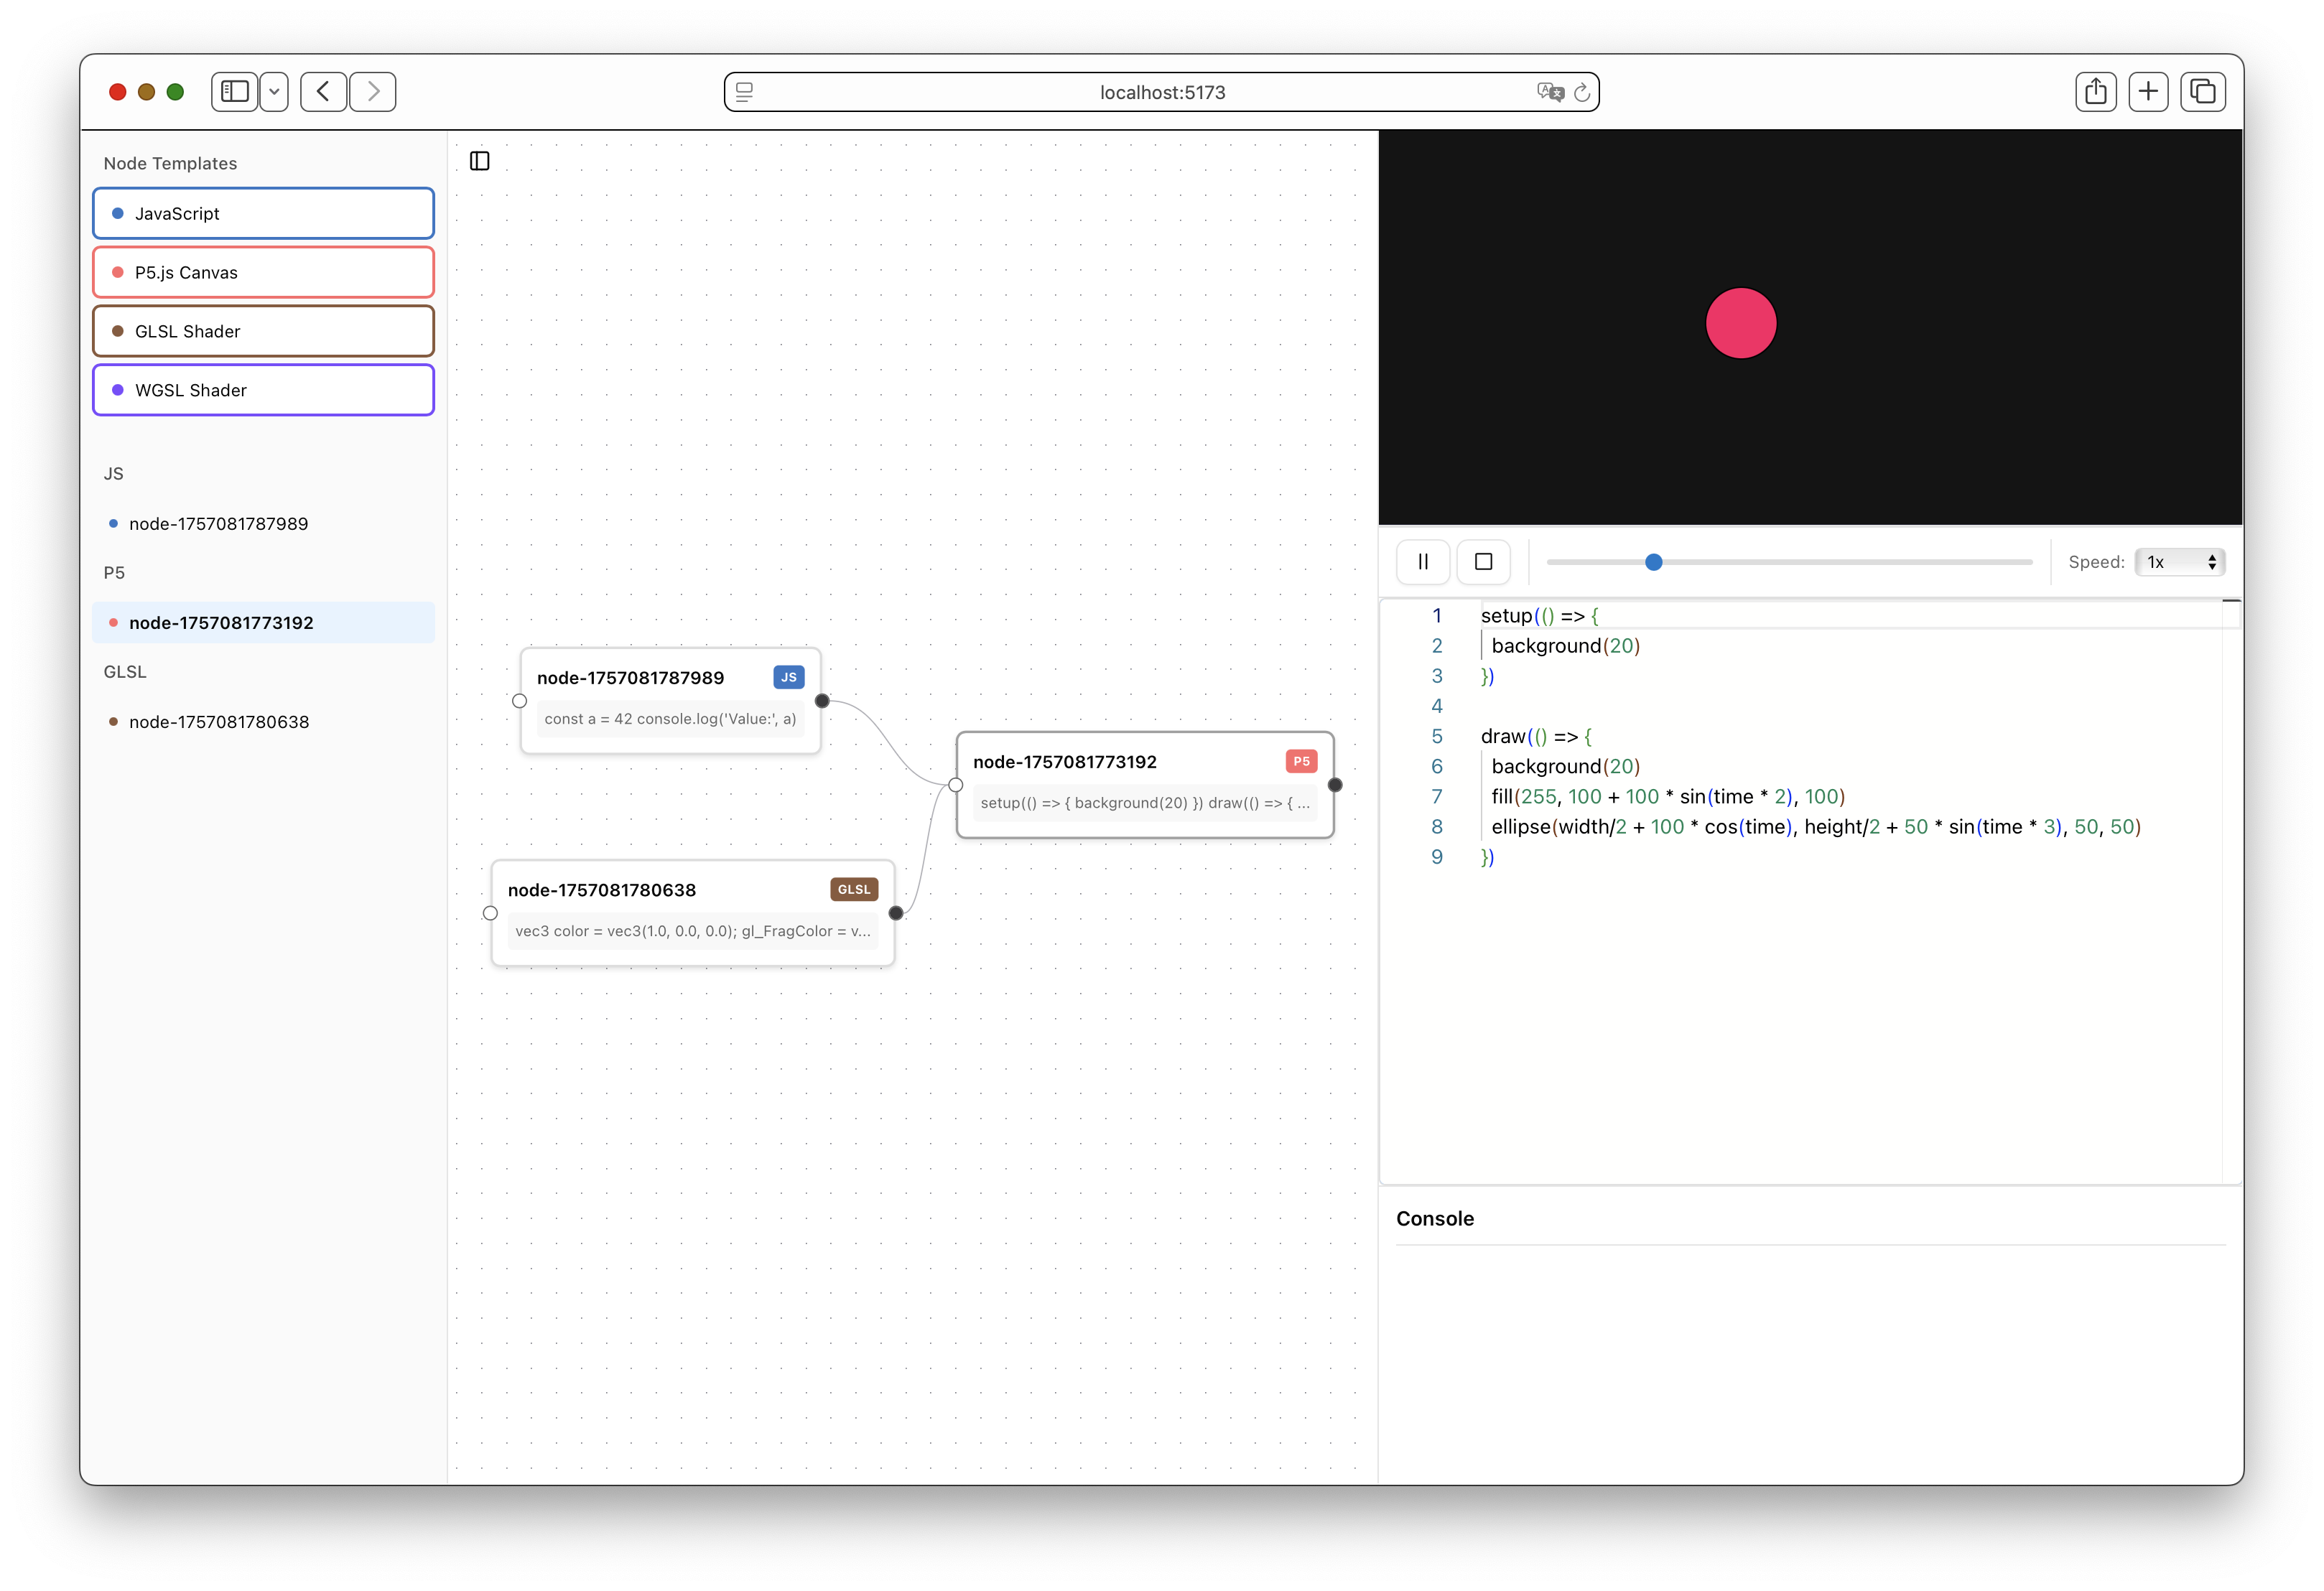 localhost:5173
Node Templates
JavaScript
P5.js Canvas
GLSL Shader
WGSL Shader
JS
node-1757081787989
P5
node-1757081773192
GLSL
node-1757081780638
node-1757081787989
JS
const a = 42 console.log('Value:', a)
node-1757081773192
P5
setup(() => { background(20) }) draw(() => { ...
node-1757081780638
GLSL
vec3 color = vec3(1.0, 0.0, 0.0); gl_FragColor = v...
Speed: 1x
1 setup(() => {
2 background(20)
3 })
4
5 draw(() => {
6 background(20)
7 fill(255, 100 + 100 * sin(time * 2), 100)
8 ellipse(width/2 + 100 * cos(time), height/2 + 50 * sin(time * 3), 50, 50)
9 })
Console